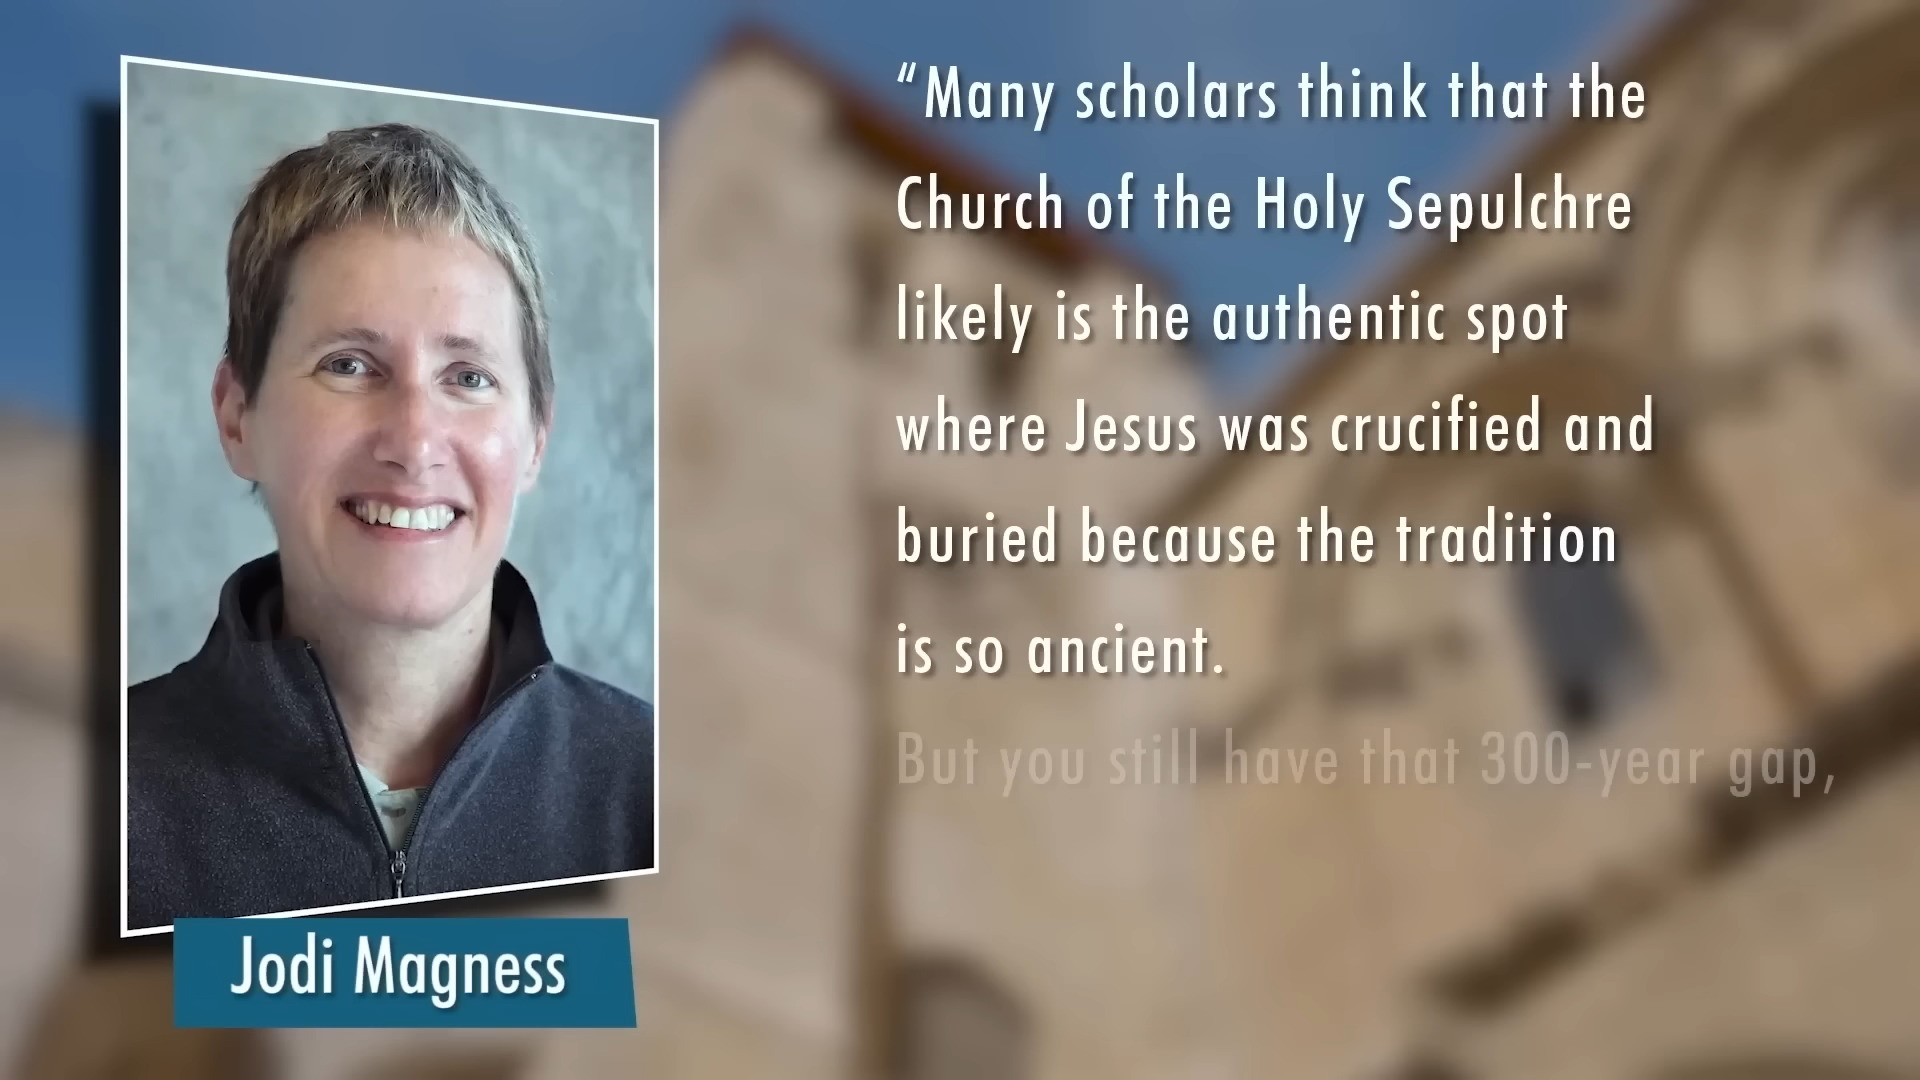 “Many scholars think that the
Church of the Holy Sepulchre
likely is the authentic spot
where Jesus was crucified and
buried because the tradition
is so ancient.
But you still have that 300-year gap,
Jodi Magness